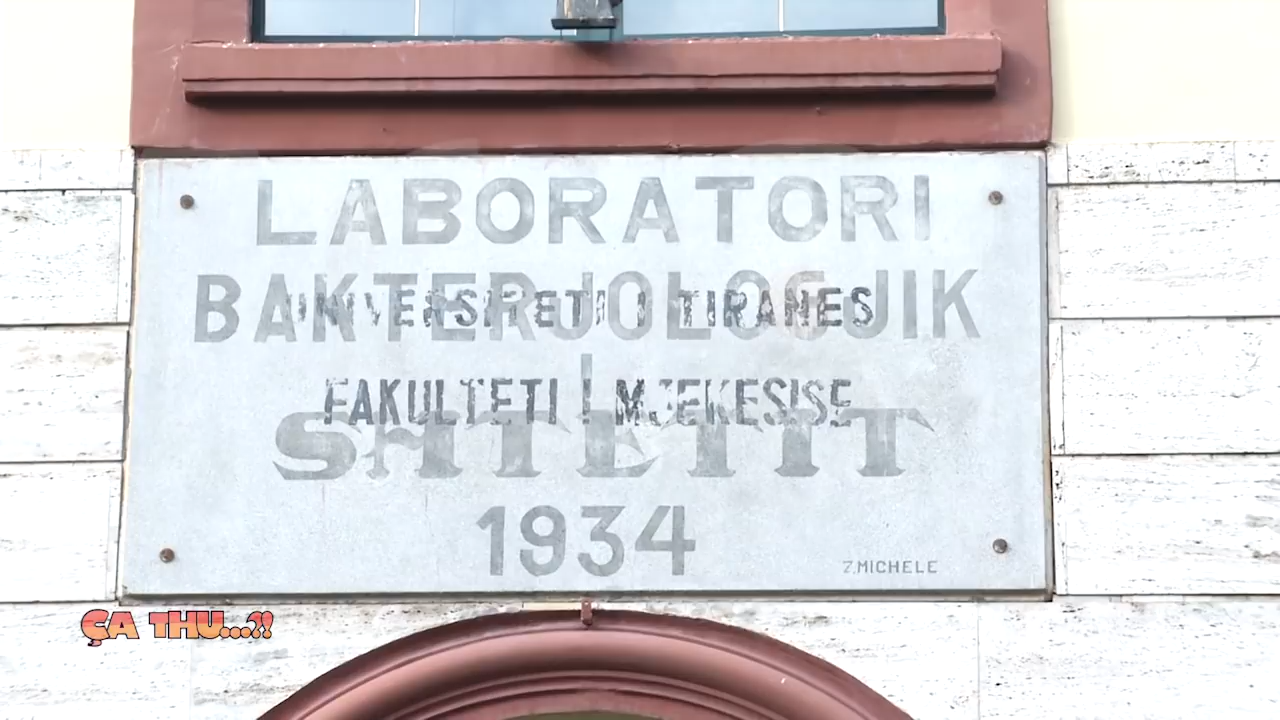 LABORATORI
BAKTERJOLOGJIK
UNIVERSITETI I TIRANES
I
FAKULTETI I MJEKESISE
SHTETIT
1934
Z.MICHELE
ÇA THU...?!